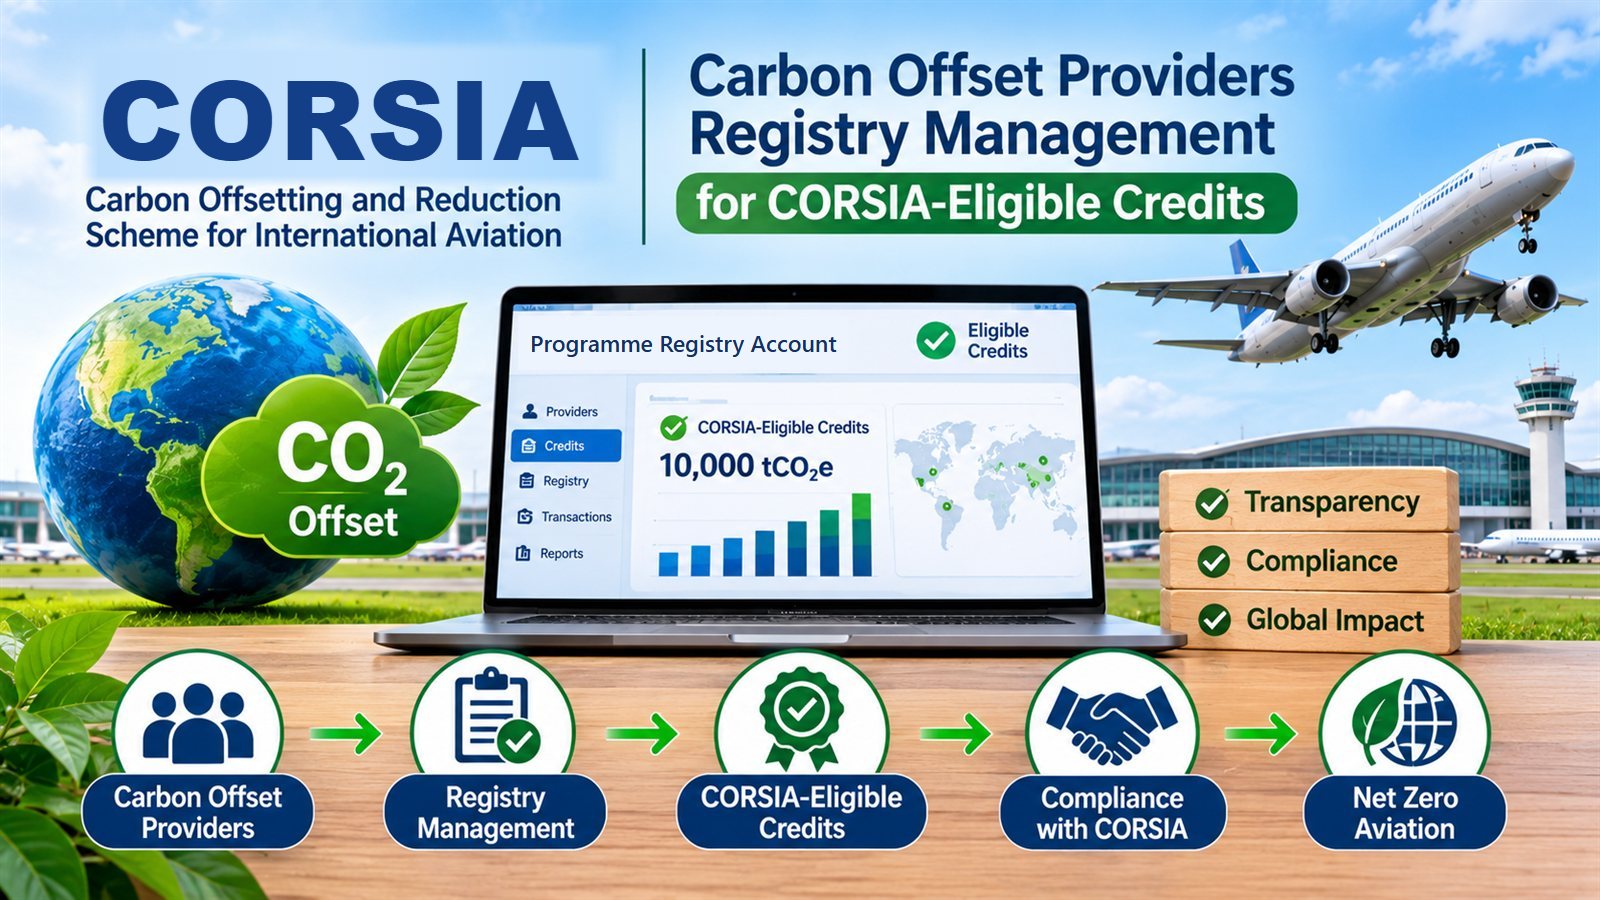 CORSIA
Carbon Offsetting and Reduction
Scheme for International Aviation
Carbon Offset Providers
Registry Management
for CORSIA-Eligible Credits
CO₂
Offset
Programme Registry Account
Eligible
Credits
Providers
Credits
Registry
Transactions
Reports
CORSIA-Eligible Credits
10,000 tCO₂e
Transparency
Compliance
Global Impact
Carbon Offset
Providers
Registry
Management
CORSIA-Eligible
Credits
Compliance
with CORSIA
Net Zero
Aviation